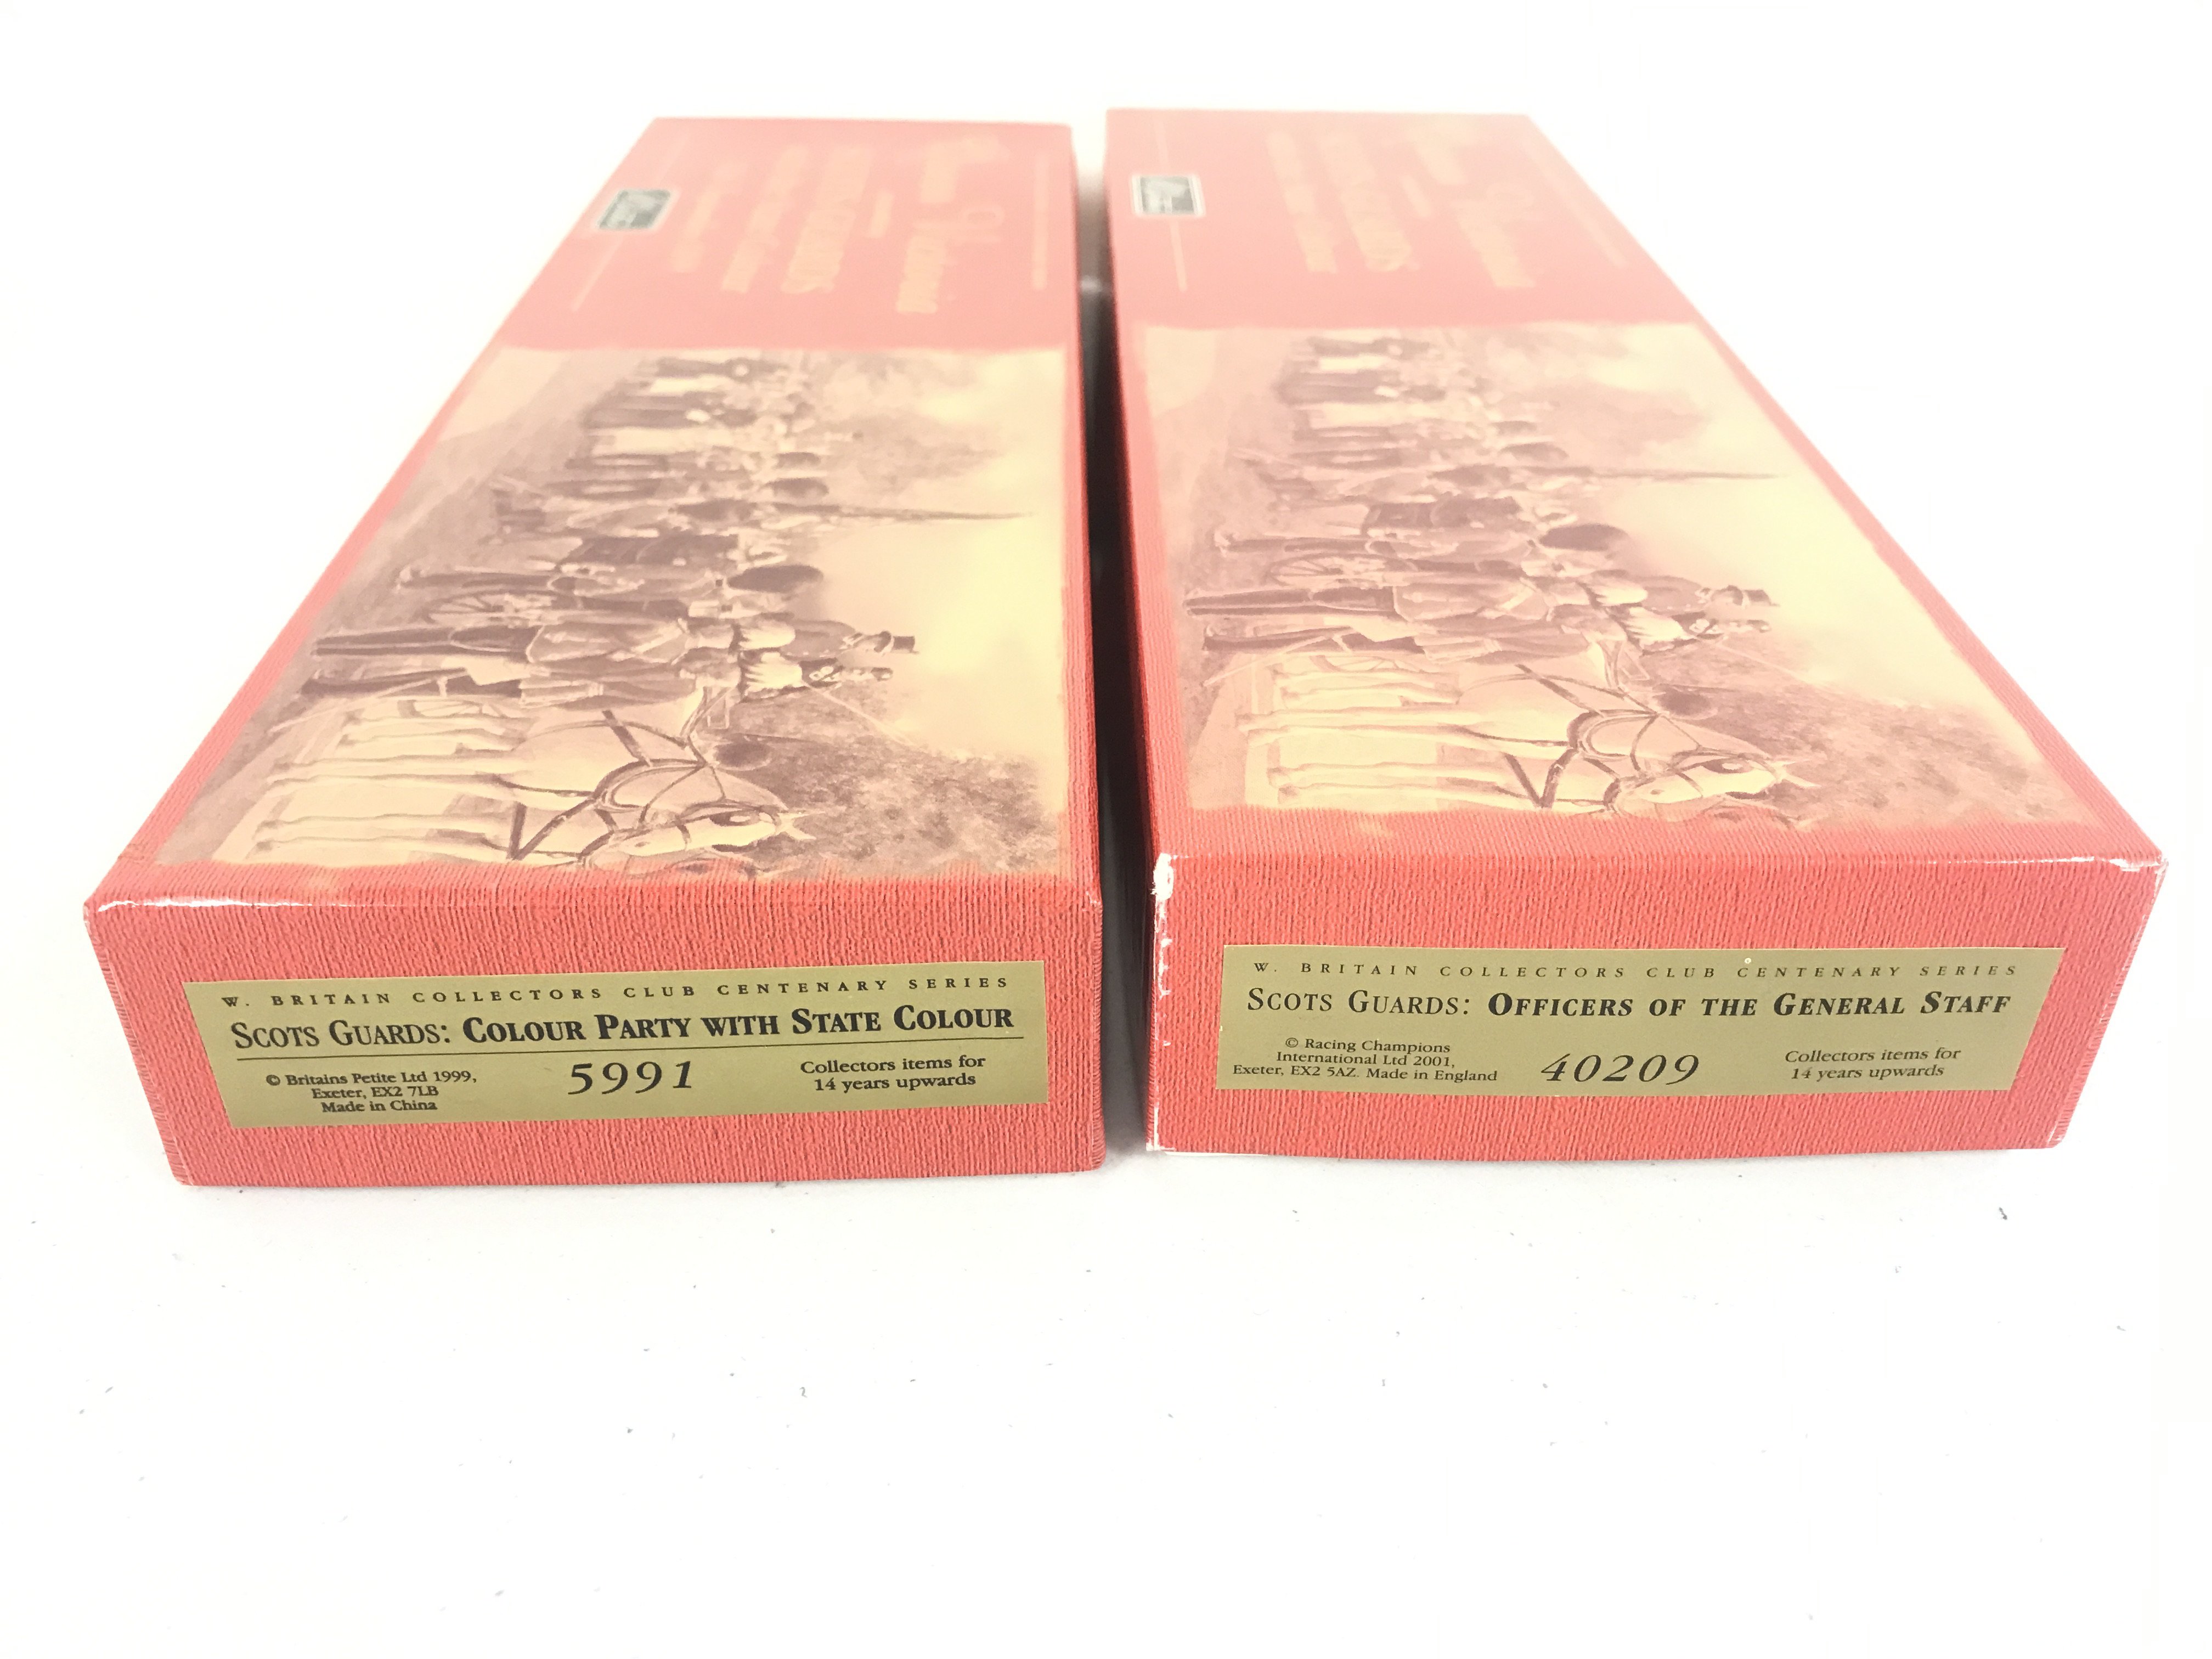 W. BRITAIN COLLECTORS CLUB CENTENARY SERIES
SCOTS GUARDS: COLOUR PARTY WITH STATE COLOUR
© Britains Petite Ltd 1999,
Exeter, EX2 7LB
Made in China
5991
Collectors items for
14 years upwards
W. BRITAIN COLLECTORS CLUB CENTENARY SERIES
SCOTS GUARDS: OFFICERS OF THE GENERAL STAFF
© Racing Champions
International Ltd 2001,
Exeter, EX2 5AZ. Made in England
40209
Collectors items for
14 years upwards